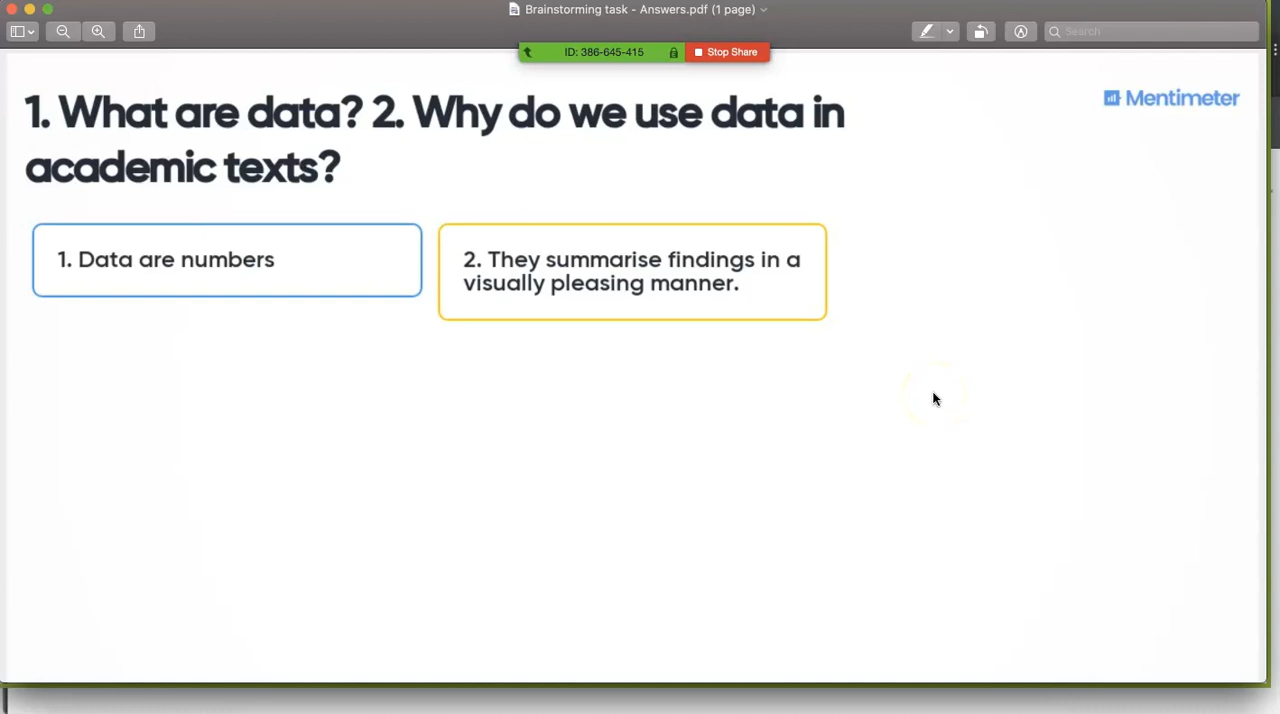 Brainstorming task - Answers.pdf (1 page)
Search
ID: 386-645-415
Stop Share
1. What are data? 2. Why do we use data in
academic texts?
Mentimeter
1. Data are numbers
2. They summarise findings in a
visually pleasing manner.